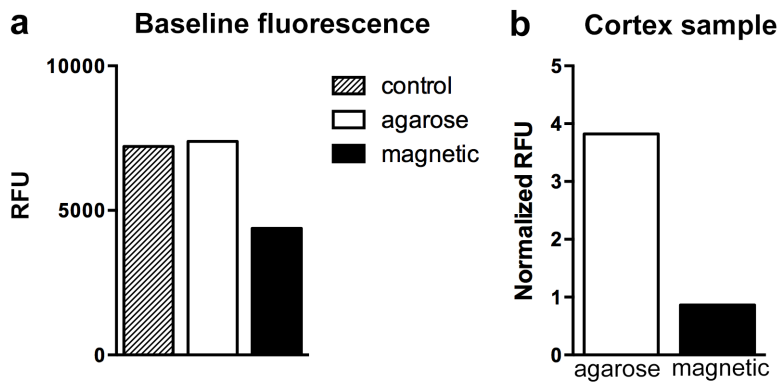 a Baseline fluorescence
10000
5000
0
RFU
control
agarose
magnetic
b Cortex sample
5
4
3
2
1
0
Normalized RFU
agarose magnetic